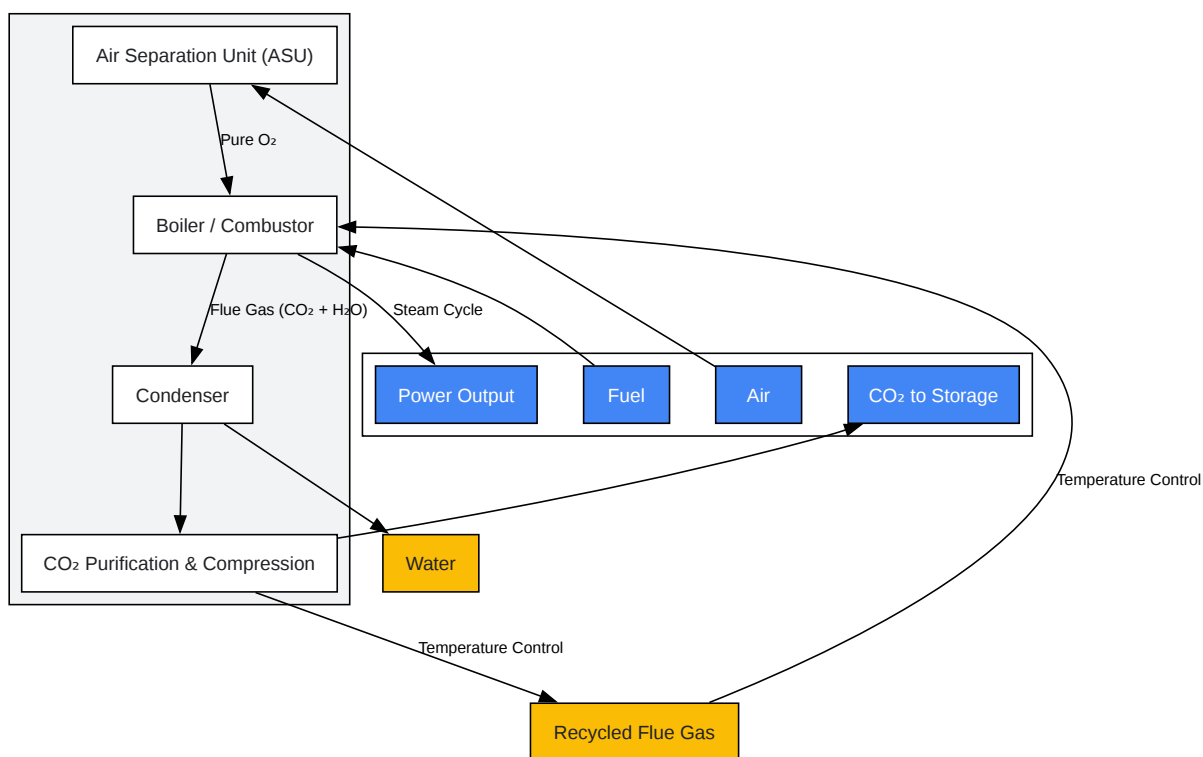 Air Separation Unit (ASU)
Pure O₂
Boiler / Combustor
Flue Gas (CO₂ + H₂O)
Steam Cycle
Condenser
Power Output
Fuel
Air
CO₂ to Storage
Temperature Control
CO₂ Purification & Compression
Water
Temperature Control
Recycled Flue Gas